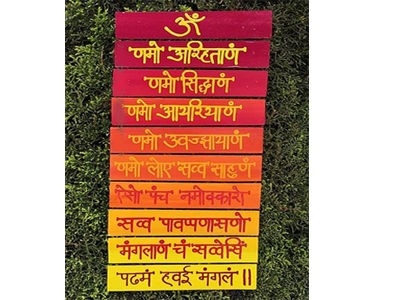 ॐ
णमो अरिहंताणं
णमो सिद्धाणं
णमो आयरियाणं
णमो उवज्झायाणं
णमो लोए सव्व साहूणं
ऐसो पंच नमोक्कारो
सव्व पावप्पणासणो
मंगलाणं च सव्वेसिं
पढमं हवई मंगलं ॥